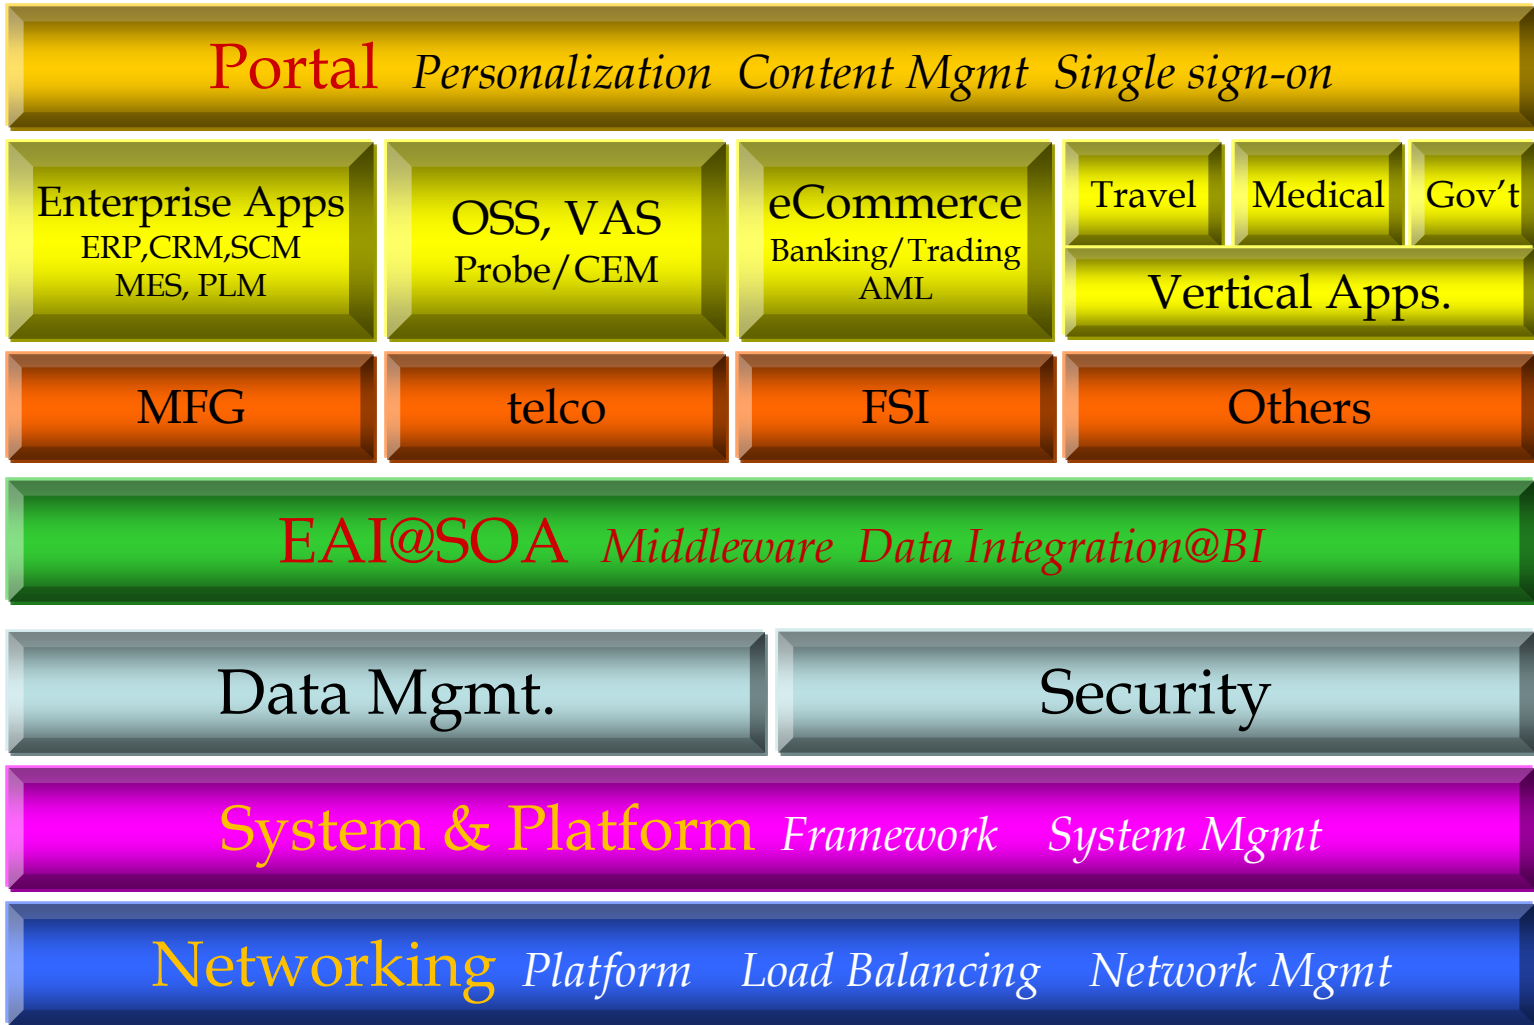 Portal Personalization Content Mgmt Single sign-on
Enterprise Apps
ERP,CRM,SCM
MES, PLM
OSS, VAS
Probe/CEM
eCommerce
Banking/Trading
AML
Travel
Medical
Gov't
Vertical Apps.
MFG
telco
FSI
Others
EAI@SOA Middleware Data Integration@BI
Data Mgmt.
Security
System & Platform Framework System Mgmt
Networking Platform Load Balancing Network Mgmt